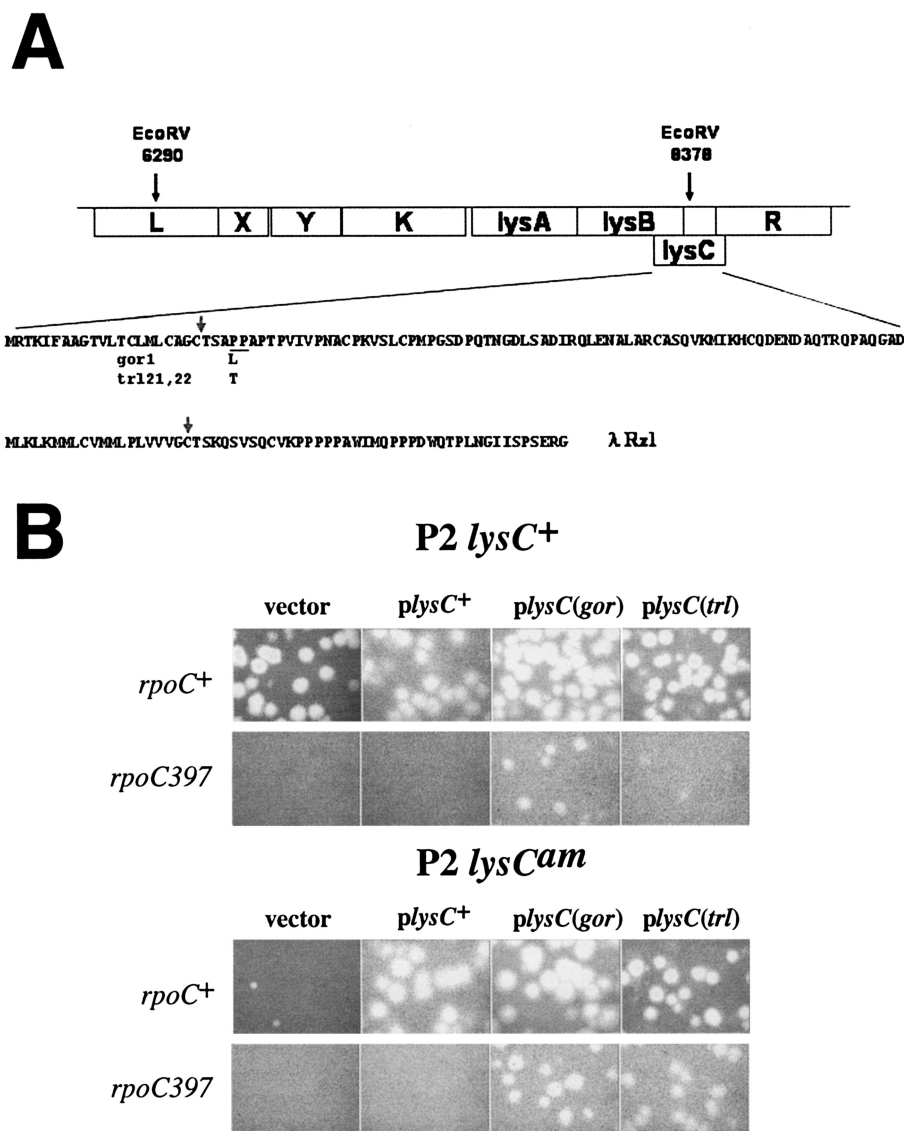 A
EcoRV EcoRV
6290 8378
L X Y K lysA lysB R
lysC
MRTKIFAAGTVLTCLMLCAGCTSAPPAPTPVIVPNACPKVSLCPMPGSDPQTNGDLSADIRQLENALARCASQVKMIKHCQDENDAQTRQPAQGAD
gor1 L
trl21,22 T
MLKLKMMLCVMMLPLVVVGCTSKQSVSQCVKPPPPPAWIMQPPPDWQTPLNGIISPSERG λ Rz1
B
P2 lysC+
vector plysC+ plysC(gor) plysC(trl)
rpoC+
rpoC397
P2 lysCam
vector plysC+ plysC(gor) plysC(trl)
rpoC+
rpoC397